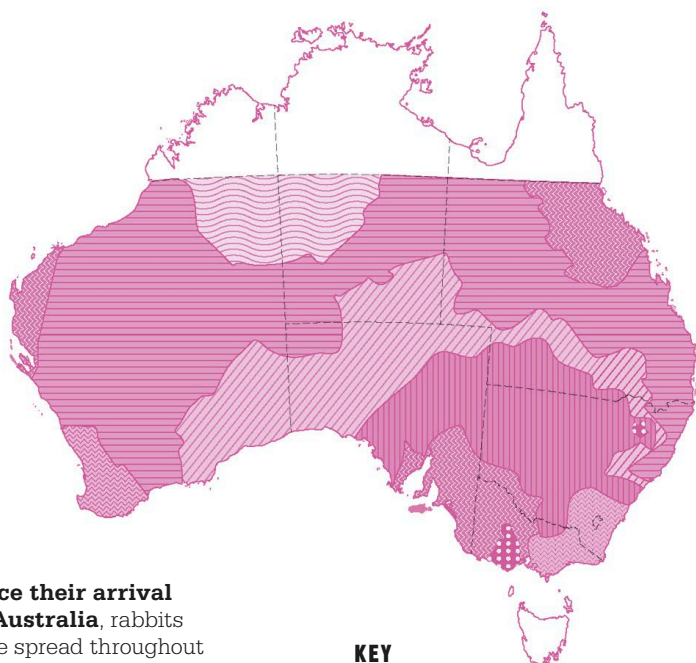 ce their arrival
Australia, rabbits
e spread throughout
KEY